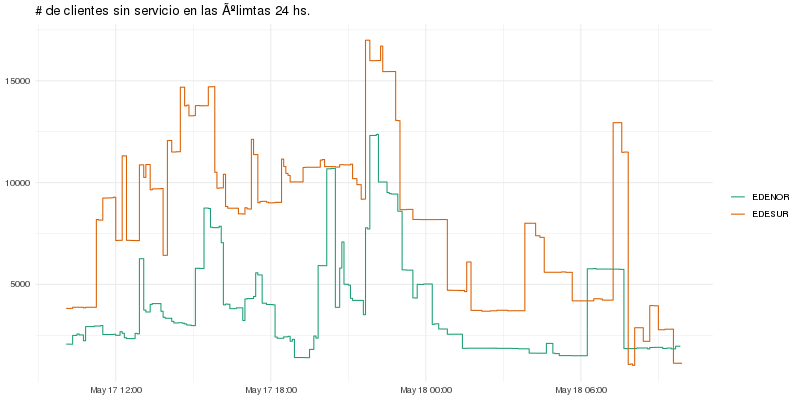 # de clientes sin servicio en las Ãºlimtas 24 hs.
15000
10000
5000
May 17 12:00
May 17 18:00
May 18 00:00
May 18 06:00
EDENOR
EDESUR